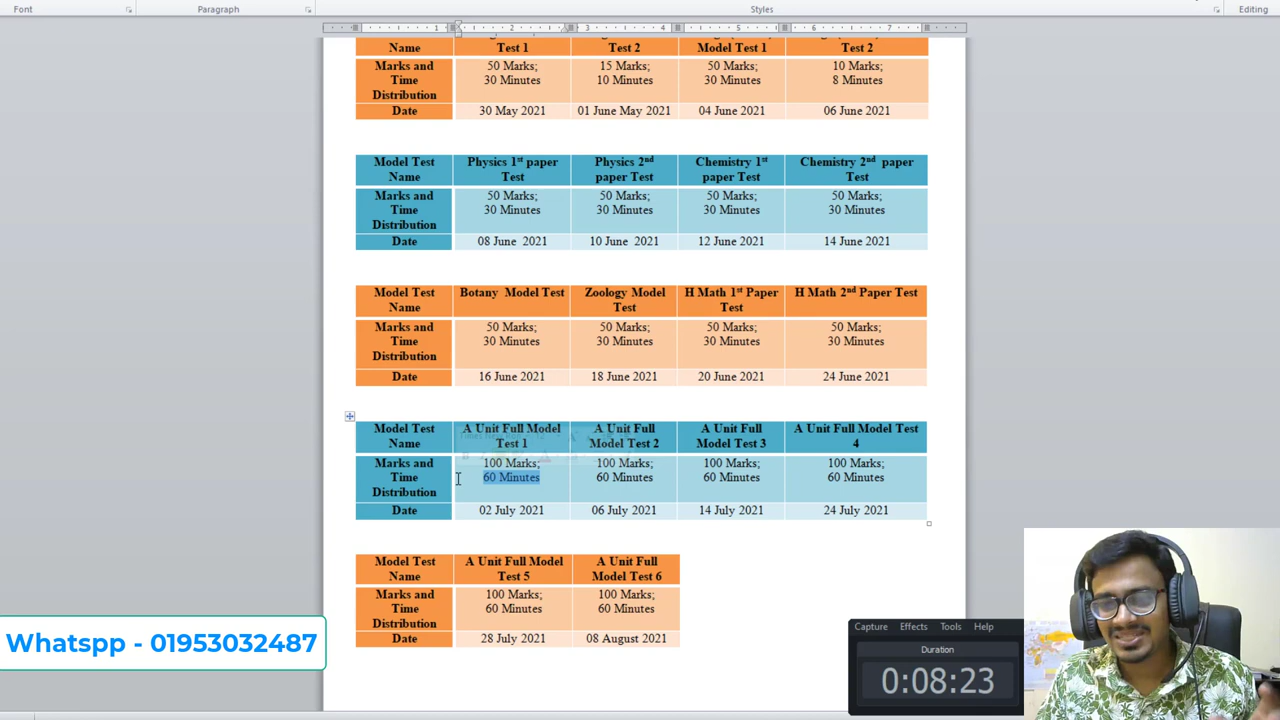 Font Paragraph Styles Editing
1 2 3 4 5 6 7
Name Test 1 Test 2 Model Test 1 Test 2
Marks and 50 Marks; 15 Marks; 50 Marks; 10 Marks;
Time 30 Minutes 10 Minutes 30 Minutes 8 Minutes
Distribution
Date 30 May 2021 01 June May 2021 04 June 2021 06 June 2021
Model Test Physics 1st paper Physics 2nd Chemistry 1st Chemistry 2nd paper
Name Test paper Test paper Test Test
Marks and 50 Marks; 50 Marks; 50 Marks; 50 Marks;
Time 30 Minutes 30 Minutes 30 Minutes 30 Minutes
Distribution
Date 08 June 2021 10 June 2021 12 June 2021 14 June 2021
Model Test Botany Model Test Zoology Model H Math 1st Paper H Math 2nd Paper Test
Name Test Test
Marks and 50 Marks; 50 Marks; 50 Marks; 50 Marks;
Time 30 Minutes 30 Minutes 30 Minutes 30 Minutes
Distribution
Date 16 June 2021 18 June 2021 20 June 2021 24 June 2021
Model Test A Unit Full Model A Unit Full A Unit Full A Unit Full Model Test
Name Test 1 Model Test 2 Model Test 3 4
Marks and 100 Marks; 100 Marks; 100 Marks; 100 Marks;
Time 60 Minutes 60 Minutes 60 Minutes 60 Minutes
Distribution
Date 02 July 2021 06 July 2021 14 July 2021 24 July 2021
Model Test A Unit Full Model A Unit Full
Name Test 5 Model Test 6
Marks and 100 Marks; 100 Marks;
Time 60 Minutes 60 Minutes
Distribution
Date 28 July 2021 08 August 2021
Whatspp - 01953032487
Capture Effects Tools Help
Duration
0:08:23